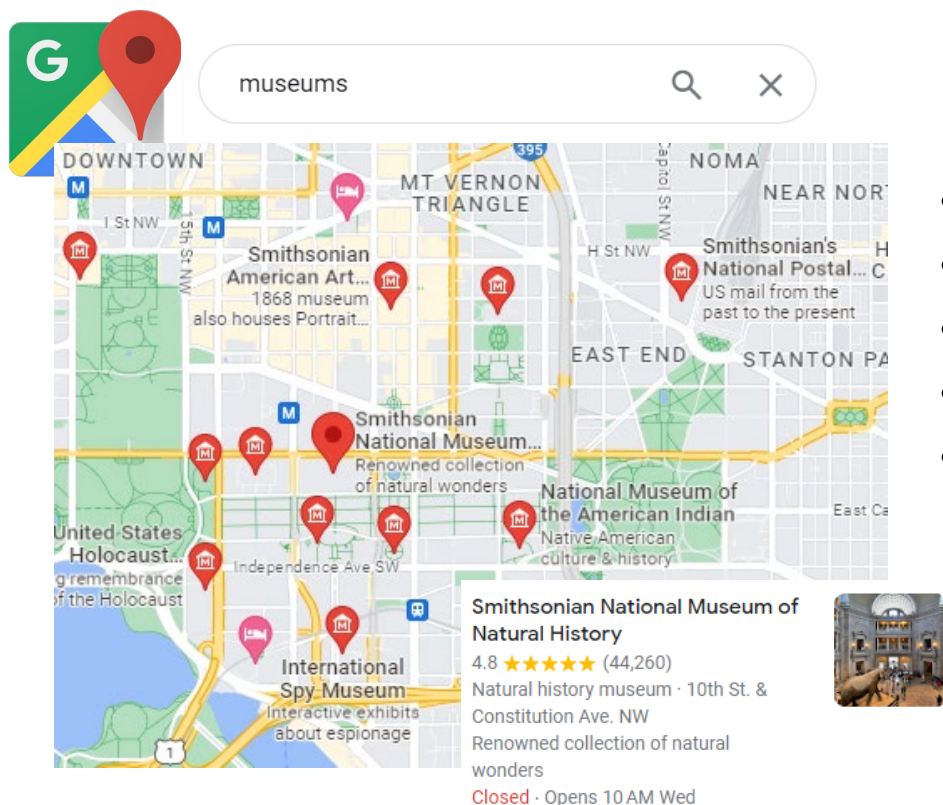 G
museums
DOWNTOWN
M
I St NW
15th St NW
M
395
MT VERNON
TRIANGLE
NOMA
Capitol St NW
NEAR NOR
H St NW
Smithsonian
American Art...
1868 museum
also houses Portrait...
Smithsonian's
National Postal...
US mail from the
past to the present
H
C
EAST END
STANTON PA
M
Smithsonian
National Museum...
Renowned collection
of natural wonders
National Museum of
the American Indian
Native American
culture & history
East Ca
United States
Holocaust...
g remembrance
of the Holocaust
Independence Ave SW
International
Spy Museum
Interactive exhibits
about espionage
1
Smithsonian National Museum of
Natural History
4.8 ★★★★★ (44,260)
Natural history museum · 10th St. &
Constitution Ave. NW
Renowned collection of natural
wonders
Closed · Opens 10 AM Wed